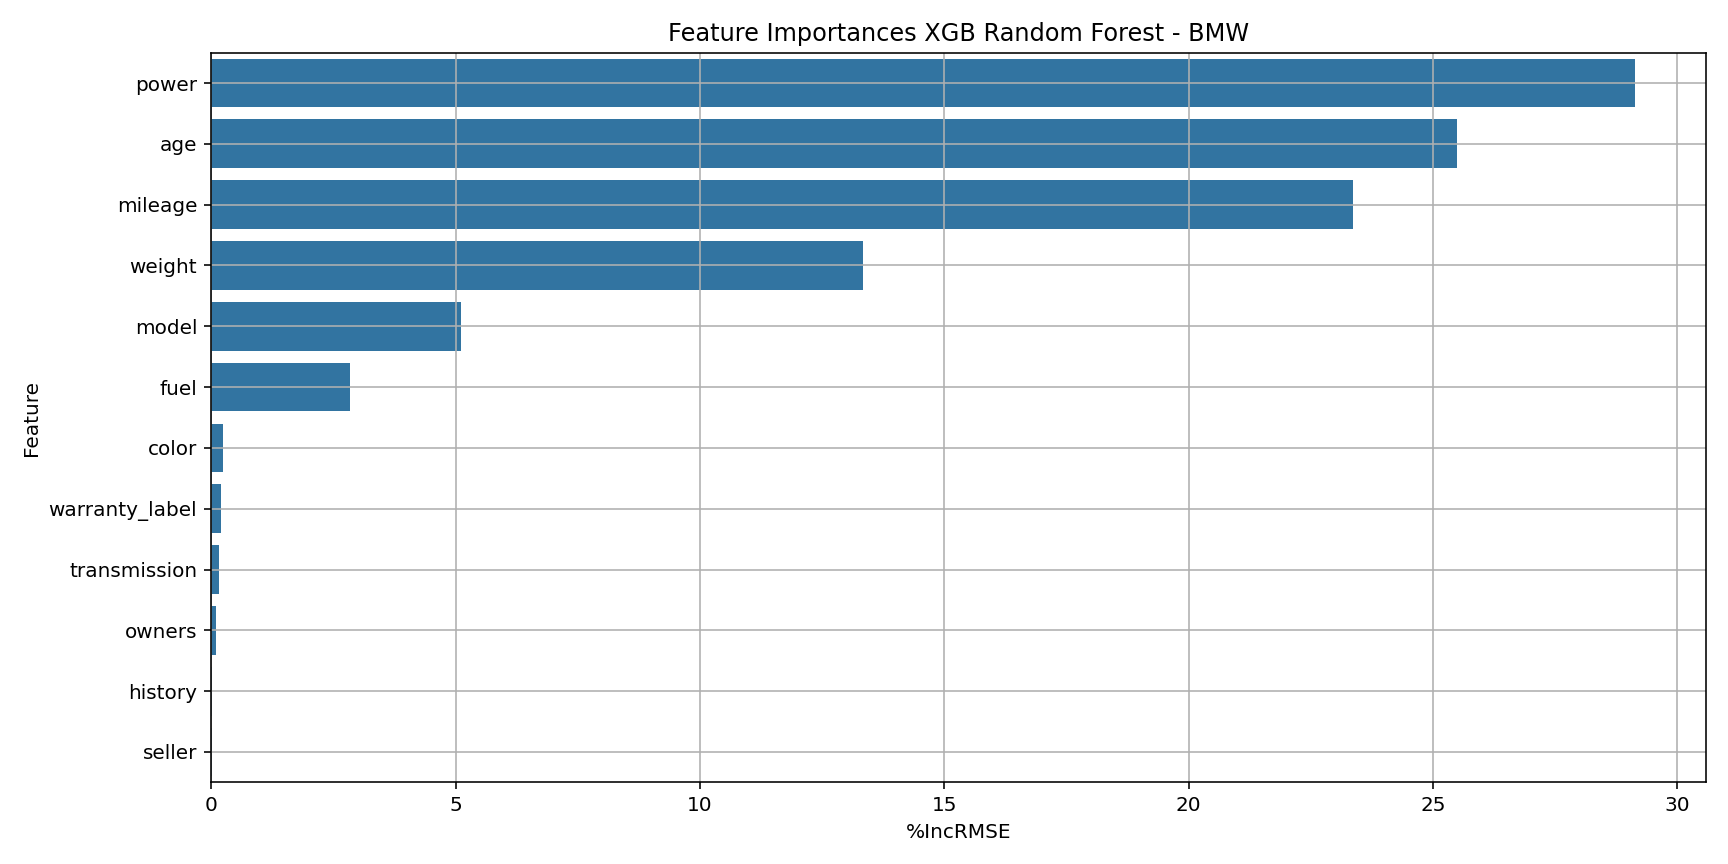 Feature Importances XGB Random Forest - BMW
Feature
power
age
mileage
weight
model
fuel
color
warranty_label
transmission
owners
history
seller
0 5 10 15 20 25 30
%IncRMSE